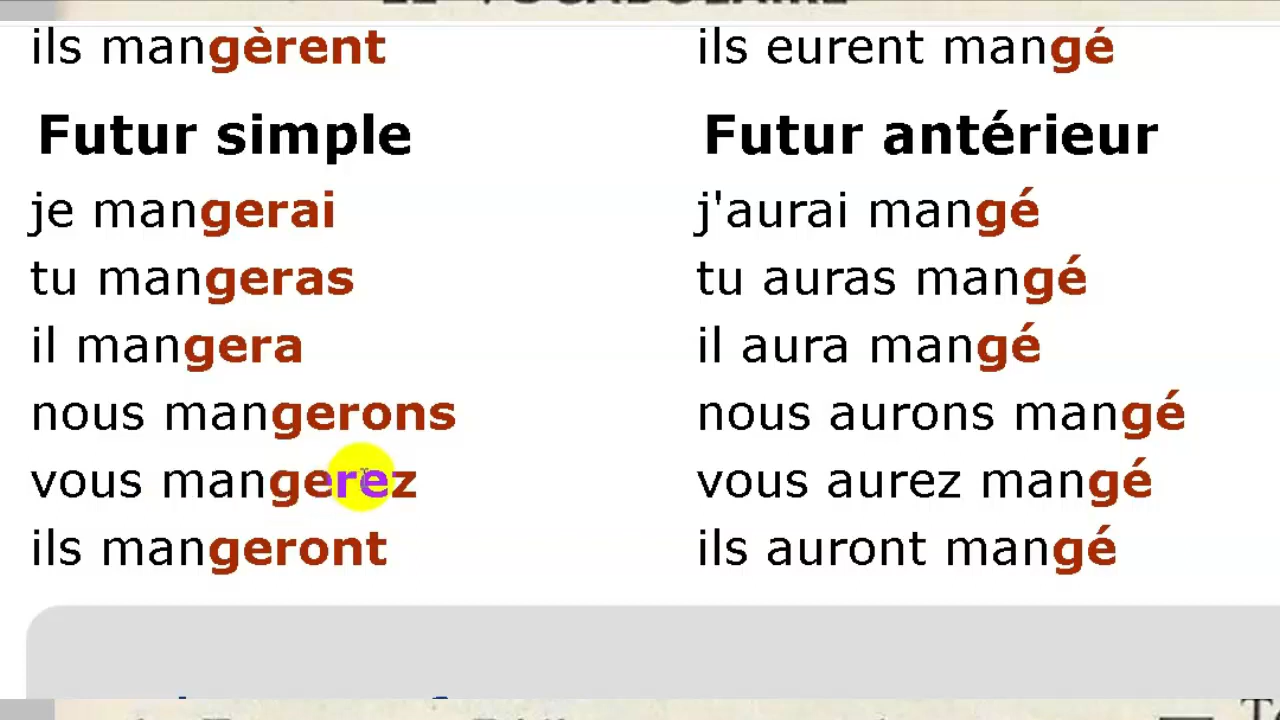 LE VOCABULAIRE
ils mangèrent
ils eurent mangé
Futur simple
Futur antérieur
je mangerai
j'aurai mangé
tu mangeras
tu auras mangé
il mangera
il aura mangé
nous mangerons
nous aurons mangé
vous mangerez
vous aurez mangé
ils mangeront
ils auront mangé